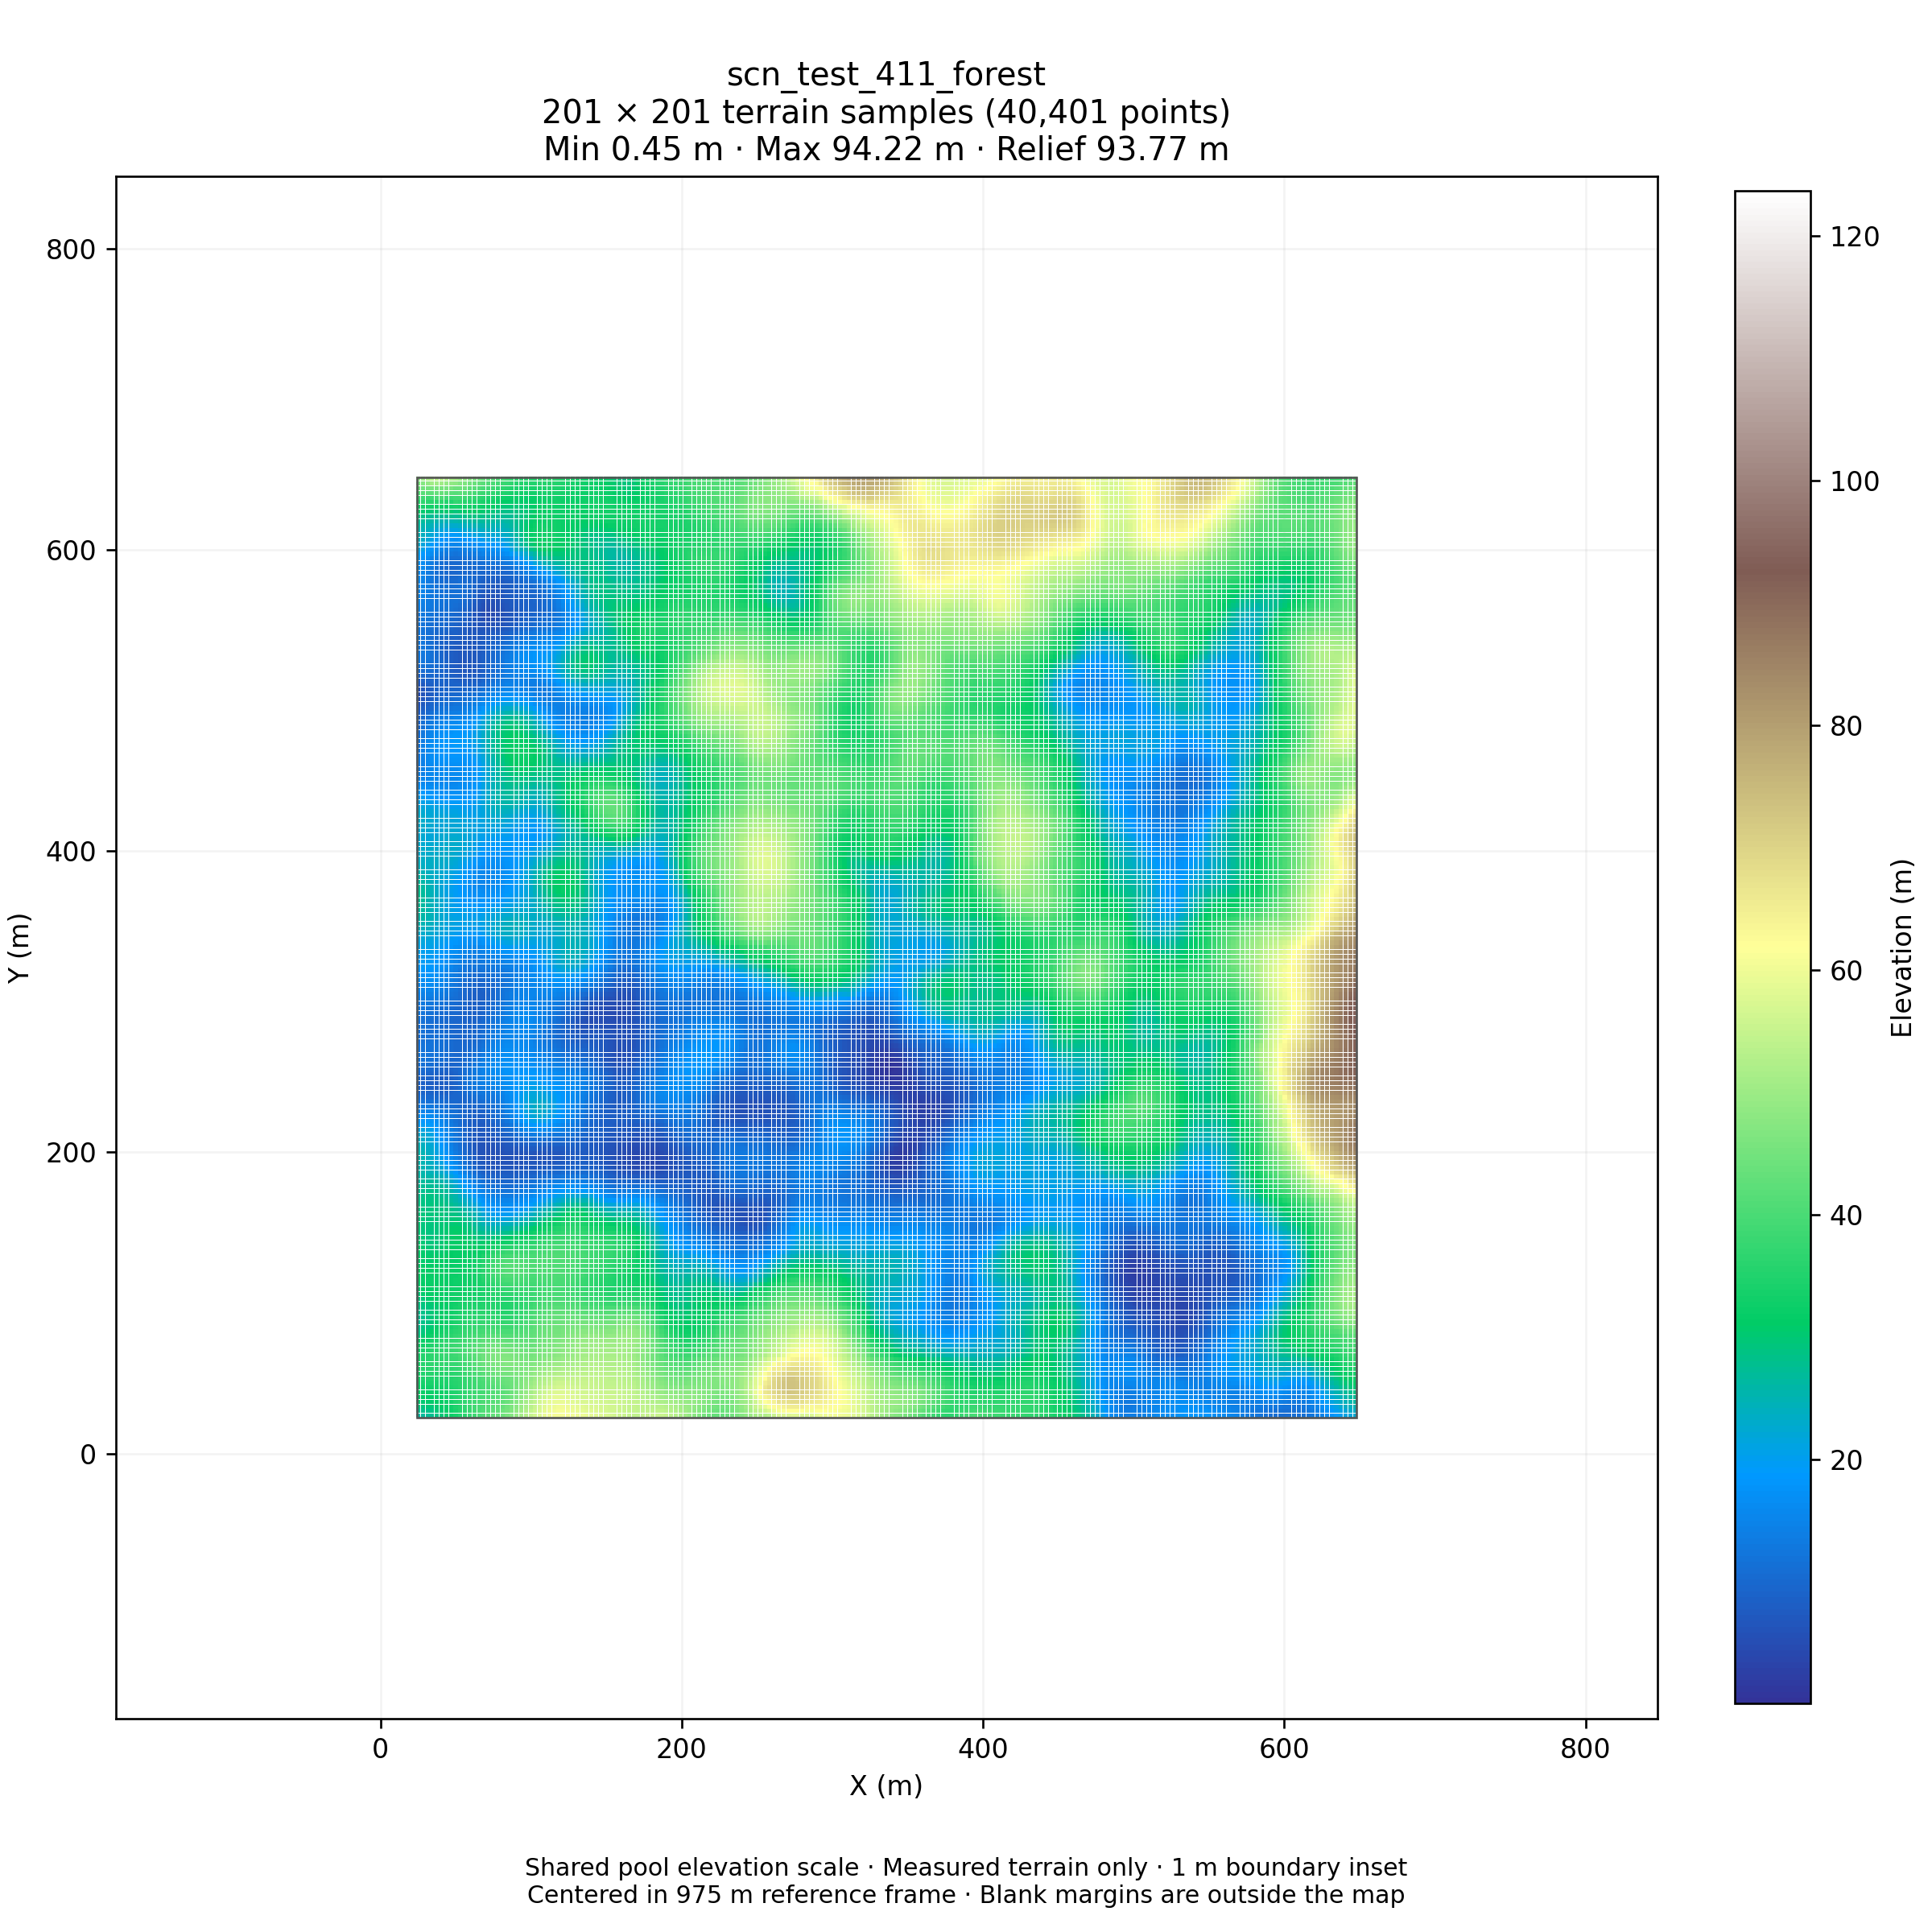 scn_test_411_forest
201 × 201 terrain samples (40,401 points)
Min 0.45 m · Max 94.22 m · Relief 93.77 m
800
600
400
200
0
Y (m)
0
200
400
600
800
X (m)
120
100
80
60
40
20
Elevation (m)
Shared pool elevation scale · Measured terrain only · 1 m boundary inset
Centered in 975 m reference frame · Blank margins are outside the map